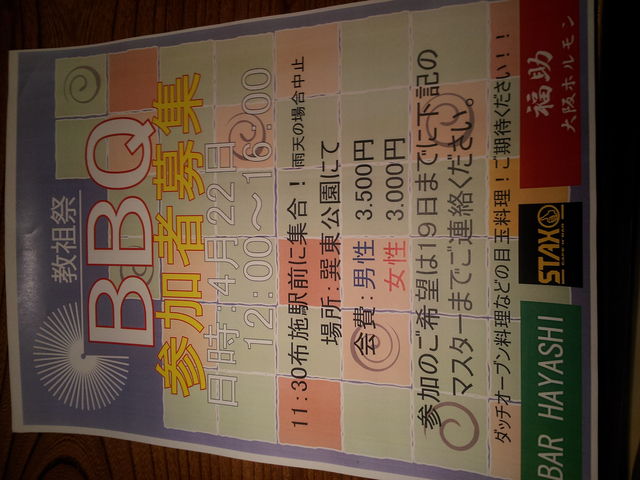 教祖祭
BBQ
参加者募集
日時:4月22日
12:00〜16:00
11:30布施駅前に集合!雨天の場合中止
場所:巽東公園にて
会費:男性 3.500円
女性 3.000円
参加のご希望は19日までに下記の
マスターまでご連絡ください。
ダッチオーブン料理などの目玉料理!ご期待ください!!
BAR HAYASHI
STAX
福助
大阪ホルモン